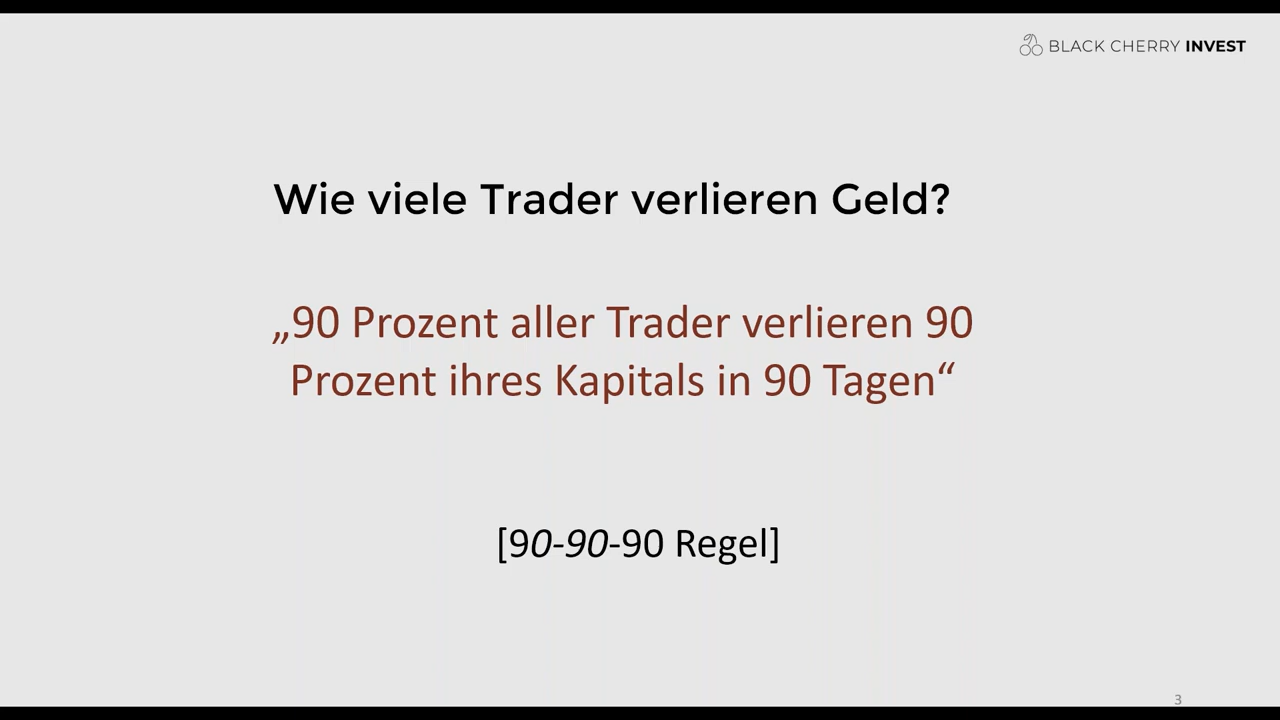 BLACK CHERRY INVEST
Wie viele Trader verlieren Geld?
„90 Prozent aller Trader verlieren 90
Prozent ihres Kapitals in 90 Tagen“
[90-90-90 Regel]
3